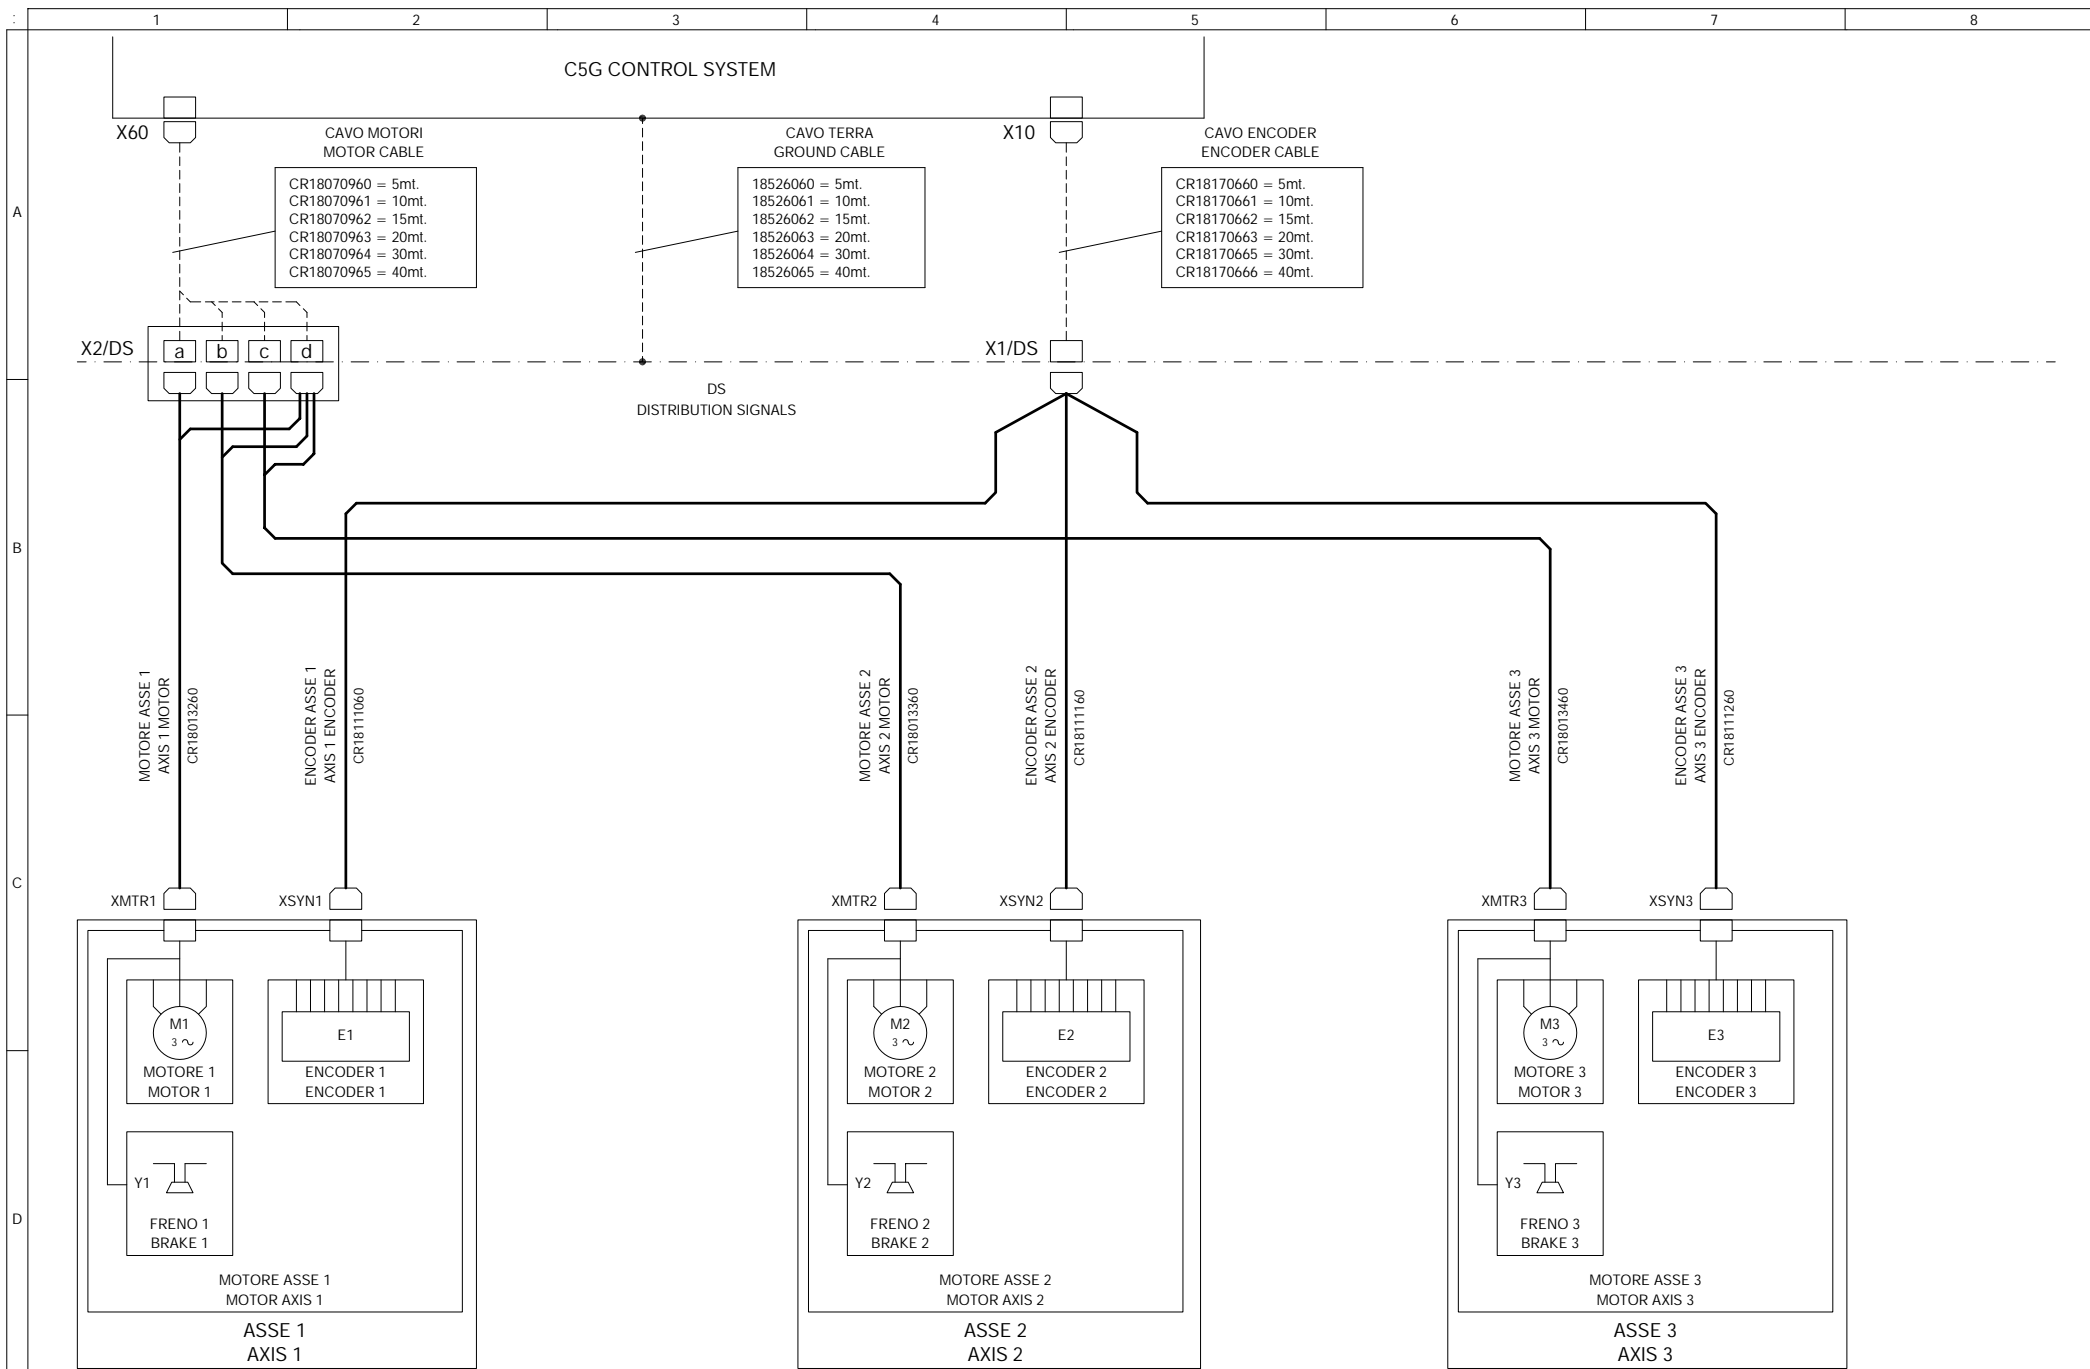 :
1 2 3 4 5 6 7 8
C5G CONTROL SYSTEM
X60
CAVO MOTORI
MOTOR CABLE
CR18070960 = 5mt.
CR18070961 = 10mt.
CR18070962 = 15mt.
CR18070963 = 20mt.
CR18070964 = 30mt.
CR18070965 = 40mt.
CAVO TERRA
GROUND CABLE
18526060 = 5mt.
18526061 = 10mt.
18526062 = 15mt.
18526063 = 20mt.
18526064 = 30mt.
18526065 = 40mt.
X10
CAVO ENCODER
ENCODER CABLE
CR18170660 = 5mt.
CR18170661 = 10mt.
CR18170662 = 15mt.
CR18170663 = 20mt.
CR18170665 = 30mt.
CR18170666 = 40mt.
A
X2/DS
a b c d
X1/DS
DS
DISTRIBUTION SIGNALS
B
MOTORE ASSE 1
AXIS 1 MOTOR
CR18013260
ENCODER ASSE 1
AXIS 1 ENCODER
CR18111060
MOTORE ASSE 2
AXIS 2 MOTOR
CR18013360
ENCODER ASSE 2
AXIS 2 ENCODER
CR18111160
MOTORE ASSE 3
AXIS 3 MOTOR
CR18013460
ENCODER ASSE 3
AXIS 3 ENCODER
CR18111260
C
XMTR1
XSYN1
XMTR2
XSYN2
XMTR3
XSYN3
M1
3 ~
MOTORE 1
MOTOR 1
E1
ENCODER 1
ENCODER 1
Y1
FRENO 1
BRAKE 1
MOTORE ASSE 1
MOTOR AXIS 1
ASSE 1
AXIS 1
M2
3 ~
MOTORE 2
MOTOR 2
E2
ENCODER 2
ENCODER 2
Y2
FRENO 2
BRAKE 2
MOTORE ASSE 2
MOTOR AXIS 2
ASSE 2
AXIS 2
M3
3 ~
MOTORE 3
MOTOR 3
E3
ENCODER 3
ENCODER 3
Y3
FRENO 3
BRAKE 3
MOTORE ASSE 3
MOTOR AXIS 3
ASSE 3
AXIS 3
D